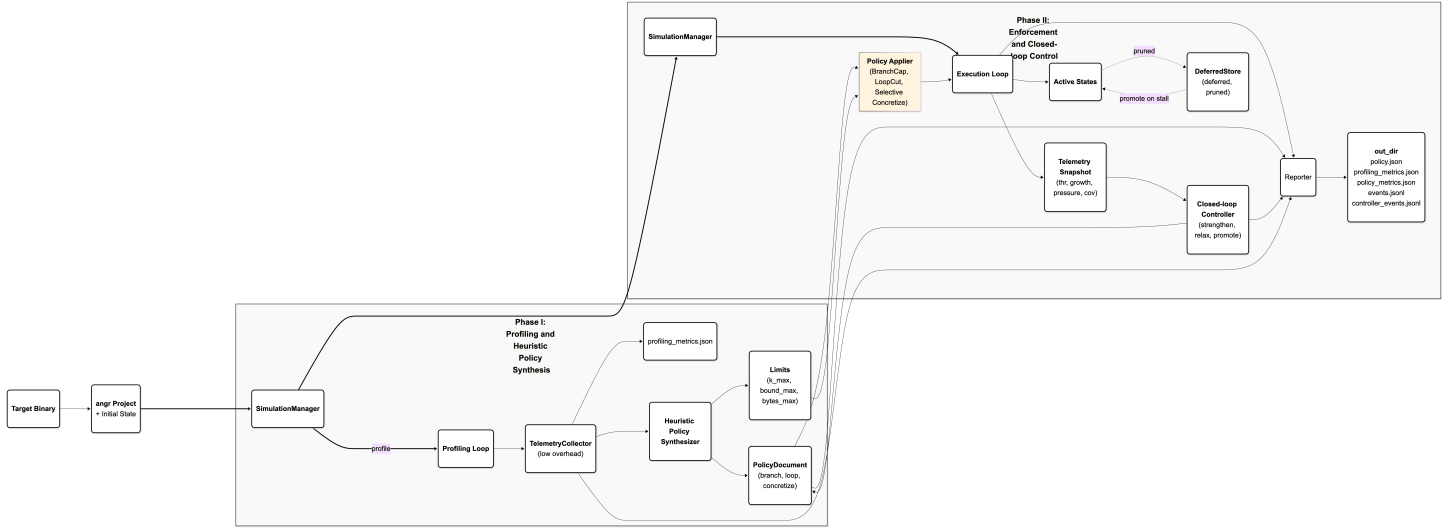 Phase II:
Enforcement
and Closed-
loop Control
SimulationManager
Policy Applier
(BranchCap,
LoopCut,
Selective
Concretize)
Execution Loop
Active States
pruned
promote on stall
DeferredStore
(deferred,
pruned)
Telemetry
Snapshot
(thr, growth,
pressure, cov)
Closed-loop
Controller
(strengthen,
relax, promote)
Reporter
out_dir
policy.json
profiling_metrics.json
policy_metrics.json
events.jsonl
controller_events.jsonl
Phase I:
Profiling and
Heuristic
Policy
Synthesis
Target Binary
angr Project
+ Initial State
SimulationManager
profile
Profiling Loop
TelemetryCollector
(low overhead)
profiling_metrics.json
Heuristic
Policy
Synthesizer
Limits
(k_max,
bound_max,
bytes_max)
PolicyDocument
(branch, loop,
concretize)